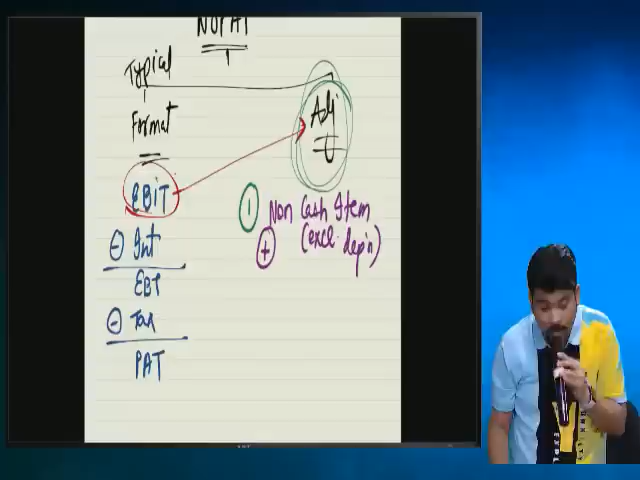 NOPAT
Typical
Format
Adj
EBIT
① Non Cash Item
⊕ (excl. dep'n)
⊖ Int
EBT
⊖ Tax
PAT